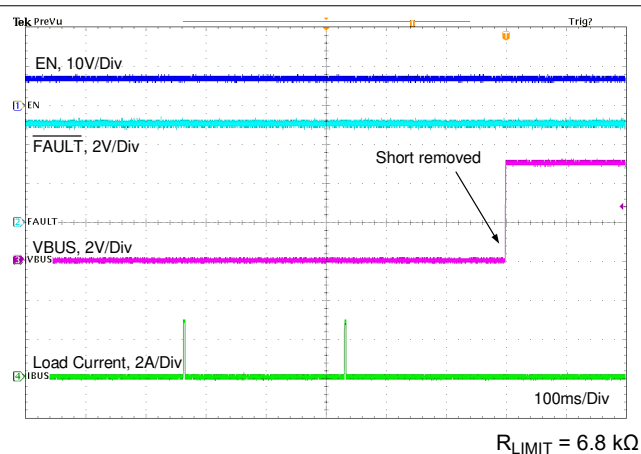 Tek PreVu
Trig?
T
EN, 10V/Div
1 EN
FAULT, 2V/Div
Short removed
2 FAULT
VBUS, 2V/Div
3 VBUS
Load Current, 2A/Div
4 IBUS
100ms/Div
RLIMIT = 6.8 kΩ